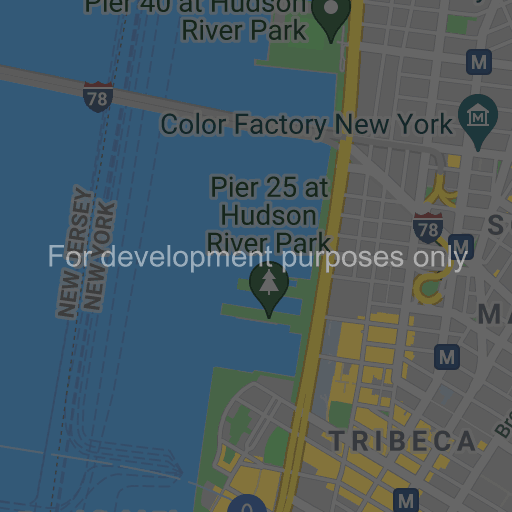 Pier 40 at Hudson
River Park
M
78
Color Factory New York
M
Pier 25 at
Hudson
River Park
78
M
For development purposes only
NEW JERSEY
NEW YORK
M
TRIBECA
M